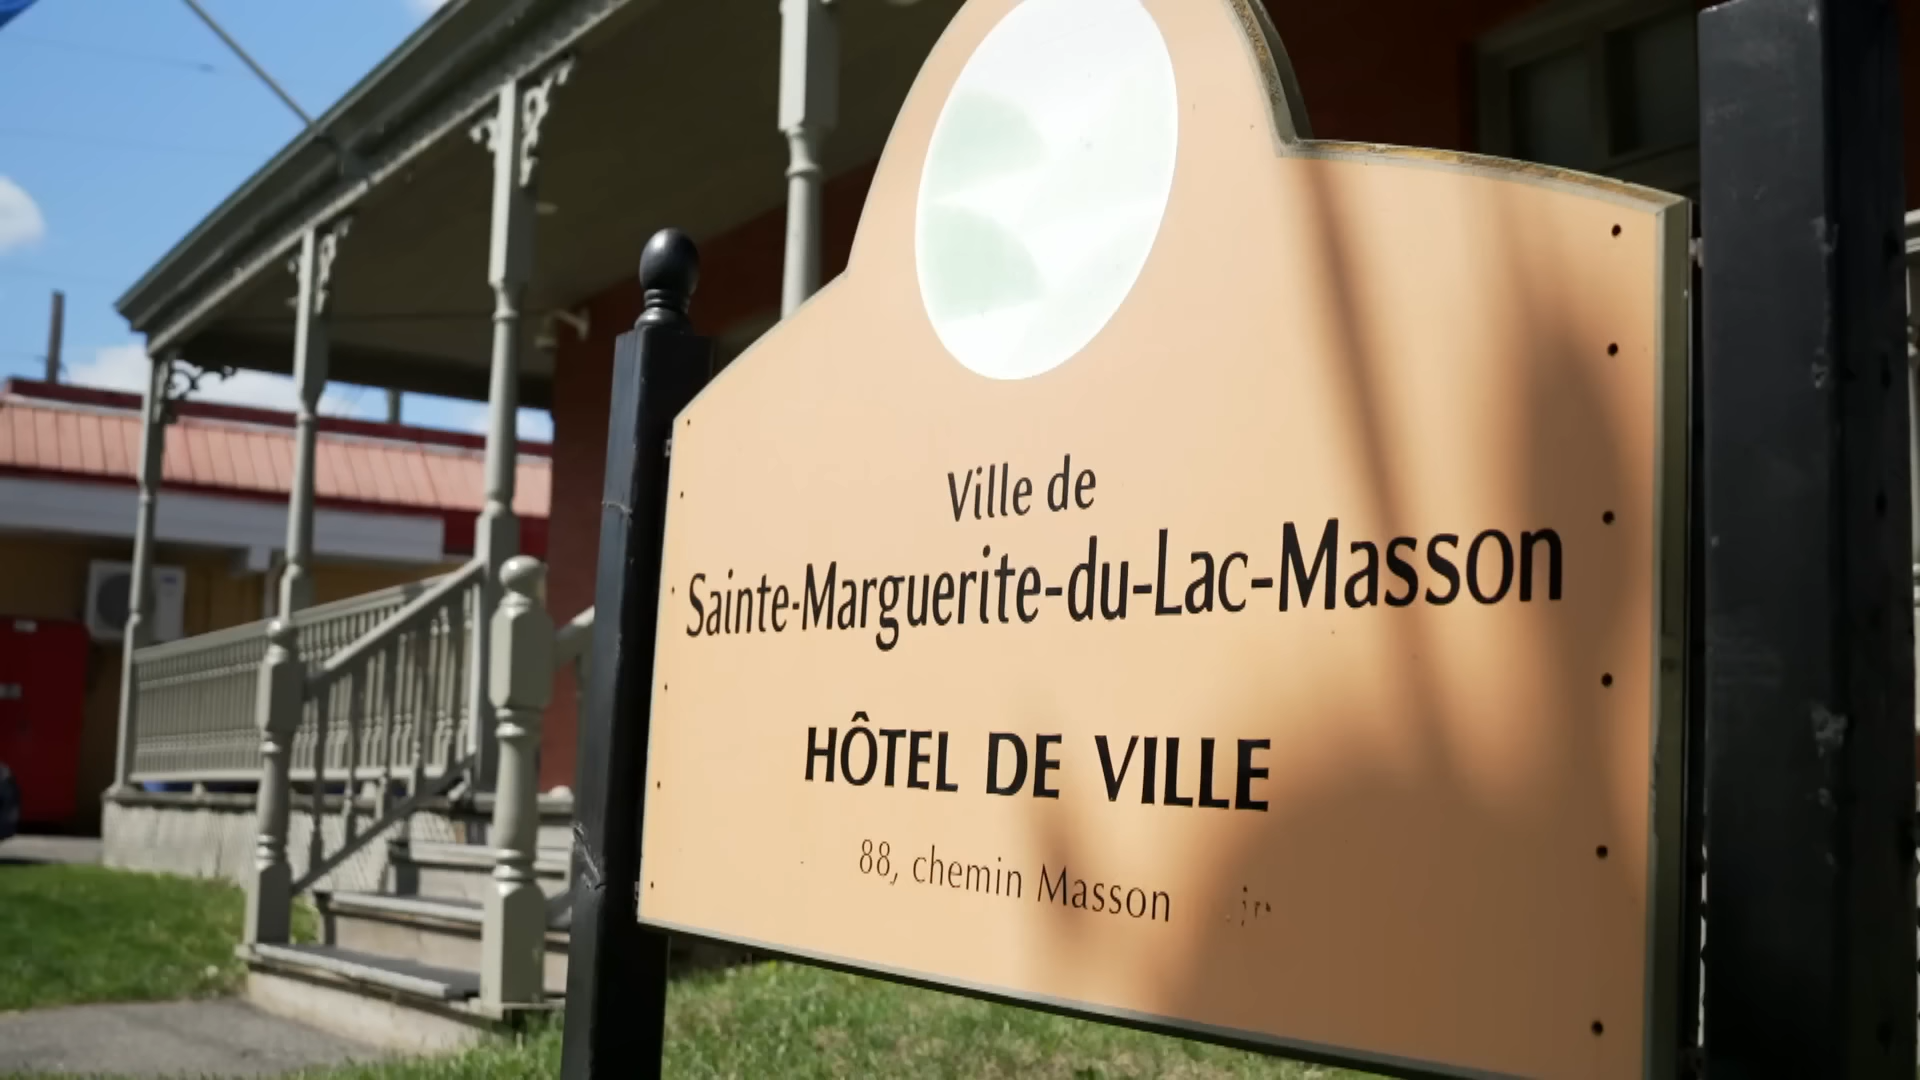 Ville de
Sainte-Marguerite-du-Lac-Masson
HÔTEL DE VILLE
88, chemin Masson